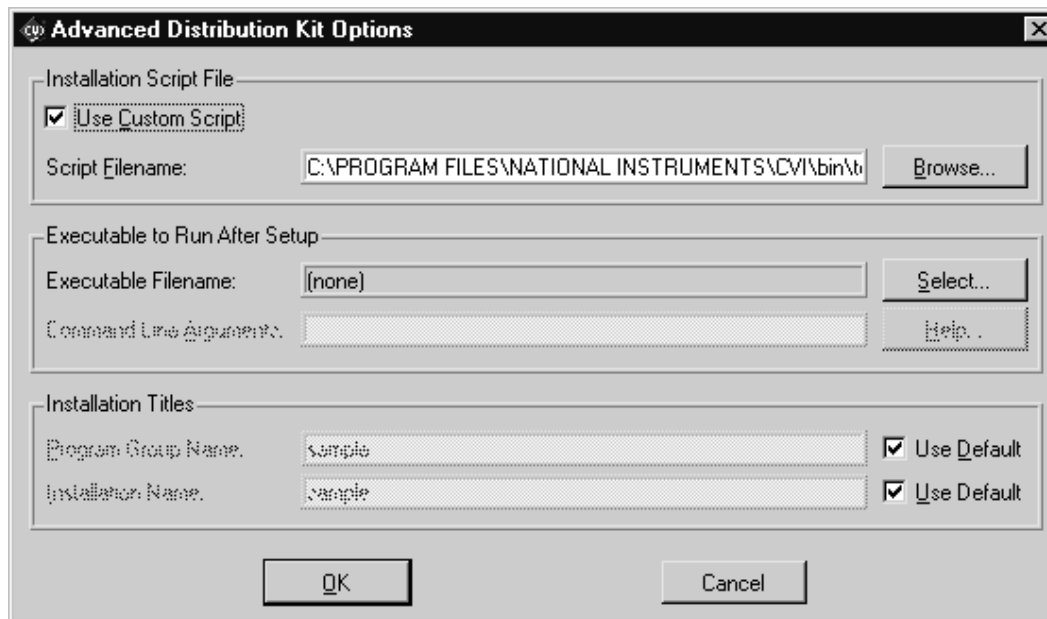 CVI Advanced Distribution Kit Options
Installation Script File
Use Custom Script
Script Filename: C:\PROGRAM FILES\NATIONAL INSTRUMENTS\CVI\bin\t Browse...
Executable to Run After Setup
Executable Filename: (none) Select...
Command Line Arguments: Help...
Installation Titles
Program Group Name: sample Use Default
Installation Name: sample Use Default
OK Cancel